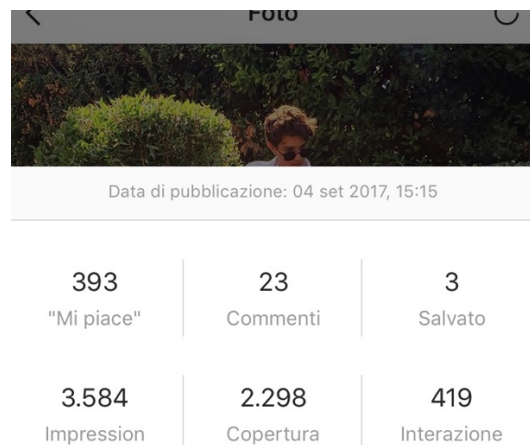 Foto
Data di pubblicazione: 04 set 2017, 15:15
393 23 3
"Mi piace" Commenti Salvato
3.584 2.298 419
Impression Copertura Interazione